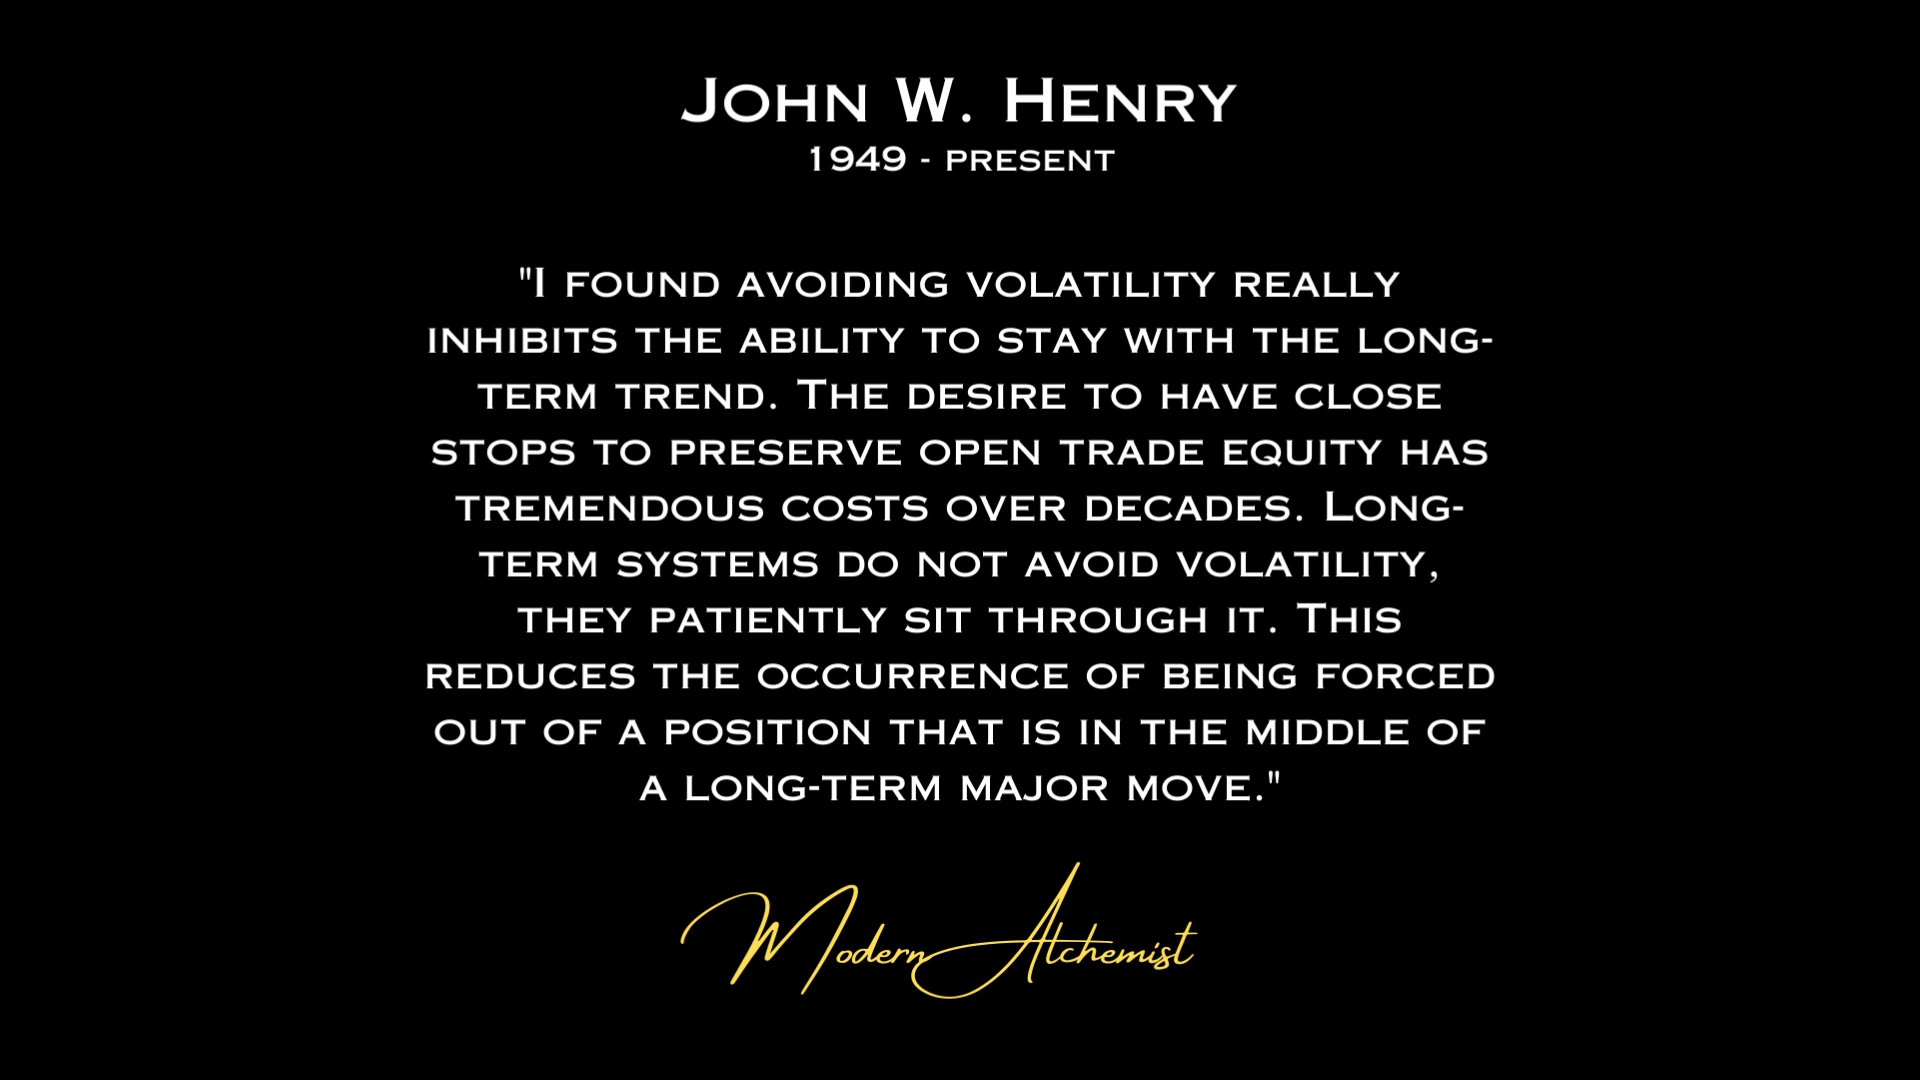 John W. Henry
1949 - present
"I found avoiding volatility really
inhibits the ability to stay with the long-
term trend. The desire to have close
stops to preserve open trade equity has
tremendous costs over decades. Long-
term systems do not avoid volatility,
they patiently sit through it. This
reduces the occurrence of being forced
out of a position that is in the middle of
a long-term major move."
Modern Alchemist